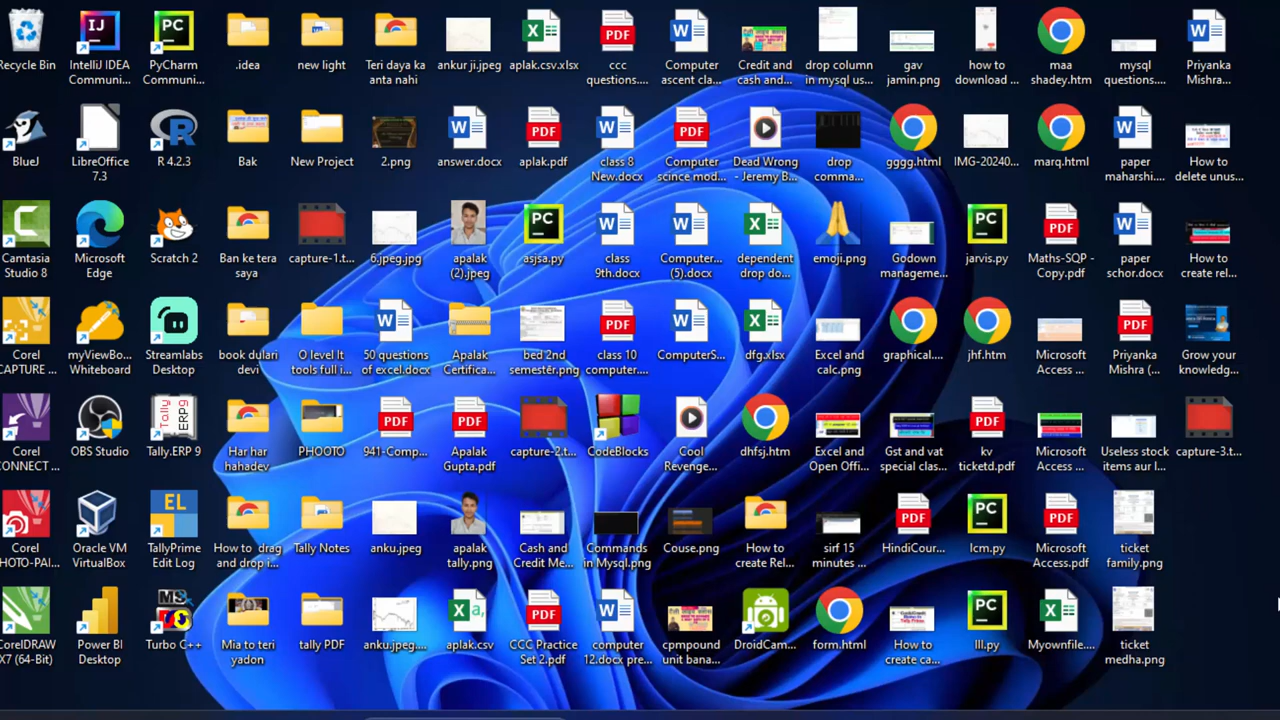 Recycle Bin
IntelliJ IDEA
Communi...
PyCharm
Communi...
.idea
new light
Teri daya ka
anta nahi
ankur ji.jpeg
aplak.csv.xlsx
ccc
questions....
Computer
ascent cla...
Credit and
cash and...
drop column
in mysql us...
gav
jamin.png
how to
download ...
maa
shadey.htm
mysql
questions....
Priyanka
Mishra...
BlueJ
LibreOffice
7.3
R 4.2.3
Bak
New Project
2.png
answer.docx
aplak.pdf
class 8
New.docx
Computer
scince mod...
Dead Wrong
- Jeremy B...
drop
comma...
gggg.html
IMG-20240...
marq.html
paper
maharshi....
How to
delete unus...
Camtasia
Studio 8
Microsoft
Edge
Scratch 2
Ban ke tera
saya
capture-1.t...
6.jpeg.jpg
apalak
(2).jpeg
asjsa.py
class
9th.docx
Computer...
(5).docx
dependent
drop do...
emoji.png
Godown
manageme...
jarvis.py
Maths-SQP -
Copy.pdf
paper
schor.docx
How to
create rel...
Corel
CAPTURE ...
myViewBo...
Whiteboard
Streamlabs
Desktop
book dulari
devi
O level It
tools full i...
50 questions
of excel.docx
Apalak
Certifica...
bed 2nd
semester.png
class 10
computer....
ComputerS...
dfg.xlsx
Excel and
calc.png
graphical....
jhf.htm
Microsoft
Access ...
Priyanka
Mishra (...
Grow your
knowledg...
Corel
CONNECT ...
OBS Studio
Tally.ERP 9
Har har
hahadev
PHOOTO
941-Comp...
Apalak
Gupta.pdf
capture-2.t...
CodeBlocks
Cool
Revenge...
dhfsj.htm
Excel and
Open Offi...
Gst and vat
special clas...
kv
ticketd.pdf
Microsoft
Access ...
Useless stock
items aur l...
capture-3.t...
Corel
PHOTO-PAI...
Oracle VM
VirtualBox
TallyPrime
Edit Log
How to drag
and drop i...
Tally Notes
anku.jpeg
apalak
tally.png
Cash and
Credit Me...
Commands
in Mysql.png
Couse.png
How to
create Rel...
sirf 15
minutes ...
HindiCour...
lcm.py
Microsoft
Access.pdf
ticket
family.png
CorelDRAW
X7 (64-Bit)
Power BI
Desktop
Turbo C++
Mia to teri
yadon
tally PDF
anku.jpeg....
aplak.csv
CCC Practice
Set 2.pdf
computer
12.docx pre...
cpmpound
unit bana...
DroidCam...
form.html
How to
create ca...
lll.py
Myownfile....
ticket
medha.png